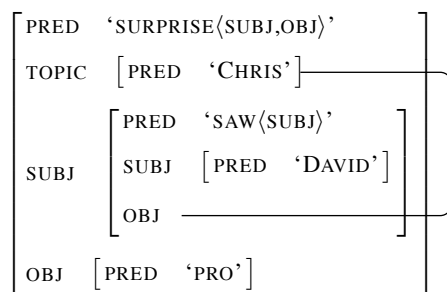 PRED ‘SURPRISE⟨SUBJ,OBJ⟩’
TOPIC [PRED ‘CHRIS’]
PRED ‘SAW⟨SUBJ⟩’
SUBJ SUBJ [PRED ‘DAVID’]
OBJ
OBJ [PRED ‘PRO’]